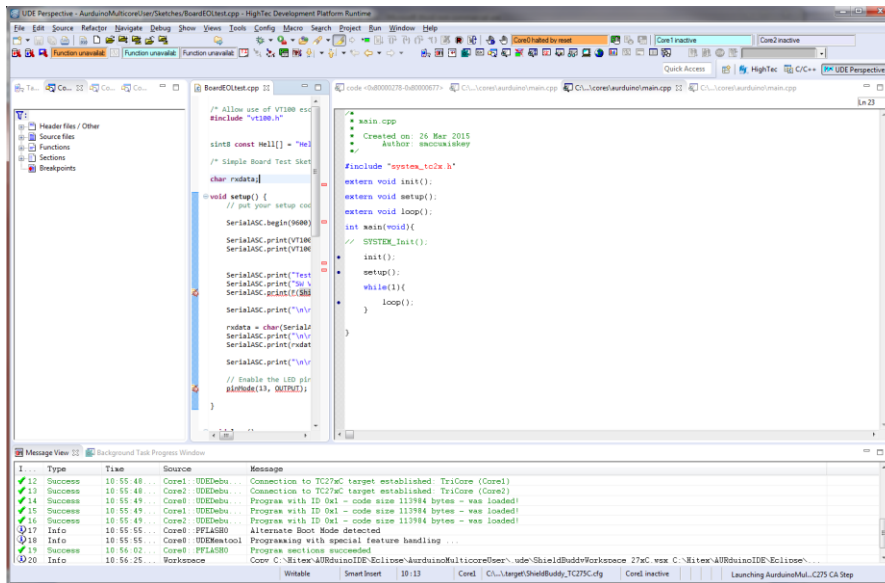 UDE Perspective - AurduinoMulticoreUser/Sketches/BoardEOLtest.cpp - HighTec Development Platform Runtime
File Edit Source Refactor Navigate Debug Show Views Tools Config Macro Search Project Run Window Help
Core0 halted by reset Core1 inactive Core2 inactive
Function unavailab: Function unavailab: Function unavailab:
Quick Access HighTec C/C++ UDE Perspective
Ta... Co... Co... Co... BoardEOLtest.cpp code <0x80000278-0x80000677> C:\...\cores\aurduino\main.cpp C:\...\cores\aurduino\main.cpp C:\...\cores\aurduino\main.cpp
Ln 23
Header files / Other
Source files
Functions
Sections
Breakpoints
/* Allow use of VT100 esc
#include "vt100.h"
sint8 const Hell[] = "Hel
/* Simple Board Test Sket
char rxdata;
void setup() {
// put your setup coc
SerialASC.begin(9600)
SerialASC.print(VT100
SerialASC.print(VT100
SerialASC.print("Test
SerialASC.print("SW V
SerialASC.print(F(Shi
SerialASC.print("\n\r
rxdata = char(SerialA
SerialASC.print("\n\r
SerialASC.print(rxdat
SerialASC.print("\n\r
// Enable the LED pir
pinMode(13, OUTPUT);
}
/*
* main.cpp
*
* Created on: 26 Mar 2015
* Author: smccumiskey
*/
#include "system_tc2x.h"
extern void init();
extern void setup();
extern void loop();
int main(void){
// SYSTEM_Init();
init();
setup();
while(1){
loop();
}
}
Message View Background Task Progress Window
I... Type Time Source Message
12 Success 10:55:48... Core1::UDEDebu... Connection to TC27xC target established: TriCore (Core1)
13 Success 10:55:48... Core2::UDEDebu... Connection to TC27xC target established: TriCore (Core2)
14 Success 10:55:49... Core0::UDEDebu... Program with ID 0x1 - code size 113984 bytes - was loaded!
15 Success 10:55:49... Core1::UDEDebu... Program with ID 0x1 - code size 113984 bytes - was loaded!
16 Success 10:55:49... Core2::UDEDebu... Program with ID 0x1 - code size 113984 bytes - was loaded!
17 Info 10:55:55... Core0::PFLASH0 Alternate Boot Mode detected
18 Info 10:55:55... Core0::UDEMemtool Programming with special feature handling ...
19 Success 10:56:02... Core0::PFLASH0 Program sections succeeded
20 Info 10:56:25... Workspace Copy C:\Hitex\AURduinoIDE\Eclipse\AurduinoMulticoreUser\.ude\ShieldBuddyWorkspace_27xC.wsx C:\Hitex\AURduinoIDE\Eclipse\...
Writable Smart Insert 10 : 13 Core1 C:\...\.target\ShieldBuddy_TC275C.cfg Core1 inactive Launching AurduinoMul...C275 CA Step